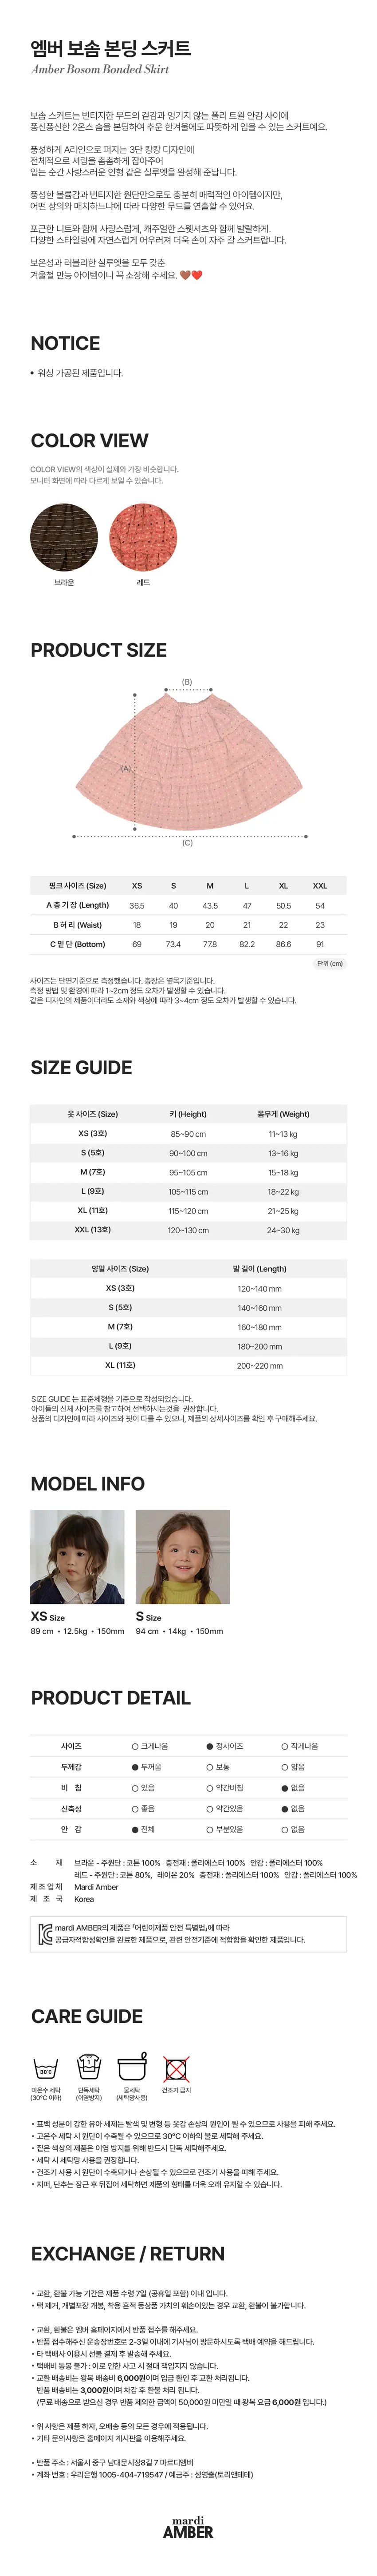 엠버 보솜 본딩 스커트
Amber Bosom Bonded Skirt
보솜 스커트는 빈티지한 무드의 겉감과 엉기지 않는 폴리 트윌 안감 사이에
퐁신퐁신한 2온스 솜을 본딩하여 추운 한겨울에도 따뜻하게 입을 수 있는 스커트예요.
풍성하게 A라인으로 퍼지는 3단 캉캉 디자인에
전체적으로 셔링을 촘촘하게 잡아주어
입는 순간 사랑스러운 인형 같은 실루엣을 완성해 준답니다.
풍성한 볼륨감과 빈티지한 원단만으로도 충분히 매력적인 아이템이지만,
어떤 상의와 매치하느냐에 따라 다양한 무드를 연출할 수 있어요.
포근한 니트와 함께 사랑스럽게, 캐주얼한 스웻셔츠와 함께 발랄하게.
다양한 스타일링에 자연스럽게 어우러져 더욱 손이 자주 갈 스커트랍니다.
보온성과 러블리한 실루엣을 모두 갖춘
겨울철 만능 아이템이니 꼭 소장해 주세요. 🤎❤️
NOTICE
• 워싱 가공된 제품입니다.
COLOR VIEW
COLOR VIEW의 색상이 실제와 가장 비슷합니다.
모니터 화면에 따라 다르게 보일 수 있습니다.
브라운 레드
PRODUCT SIZE
(B)
(A)
(C)
핑크 사이즈 (Size) XS S M L XL XXL
A 총 기 장 (Length) 36.5 40 43.5 47 50.5 54
B 허 리 (Waist) 18 19 20 21 22 23
C 밑 단 (Bottom) 69 73.4 77.8 82.2 86.6 91
단위 (cm)
사이즈는 단면기준으로 측정했습니다. 총장은 옆목기준입니다.
측정 방법 및 환경에 따라 1~2cm 정도 오차가 발생할 수 있습니다.
같은 디자인의 제품이더라도 소재와 색상에 따라 3~4cm 정도 오차가 발생할 수 있습니다.
SIZE GUIDE
옷 사이즈 (Size) 키 (Height) 몸무게 (Weight)
XS (3호) 85~90 cm 11~13 kg
S (5호) 90~100 cm 13~16 kg
M (7호) 95~105 cm 15~18 kg
L (9호) 105~115 cm 18~22 kg
XL (11호) 115~120 cm 21~25 kg
XXL (13호) 120~130 cm 24~30 kg
양말 사이즈 (Size) 발 길이 (Length)
XS (3호) 120~140 mm
S (5호) 140~160 mm
M (7호) 160~180 mm
L (9호) 180~200 mm
XL (11호) 200~220 mm
SIZE GUIDE 는 표준체형을 기준으로 작성되었습니다.
아이들의 신체 사이즈를 참고하여 선택하시는것을 권장합니다.
상품의 디자인에 따라 사이즈와 핏이 다를 수 있으니, 제품의 상세사이즈를 확인 후 구매해주세요.
MODEL INFO
XS Size S Size
89 cm • 12.5kg • 150mm 94 cm • 14kg • 150mm
PRODUCT DETAIL
사이즈 ○ 크게나옴 ● 정사이즈 ○ 작게나옴
두께감 ● 두꺼움 ○ 보통 ○ 얇음
비 침 ○ 있음 ○ 약간비침 ● 없음
신축성 ○ 좋음 ○ 약간있음 ● 없음
안 감 ● 전체 ○ 부분있음 ○ 없음
소 재 브라운 - 주원단 : 코튼 100% 충전재 : 폴리에스터 100% 안감 : 폴리에스터 100%
레드 - 주원단 : 코튼 80%, 레이온 20% 충전재 : 폴리에스터 100% 안감 : 폴리에스터 100%
제 조 업 체 Mardi Amber
제 조 국 Korea
KC mardi AMBER의 제품은 「어린이제품 안전 특별법」에 따라
공급자적합성확인을 완료한 제품으로, 관련 안전기준에 적합함을 확인한 제품입니다.
CARE GUIDE
30°C 1
미온수 세탁 단독세탁 울세탁 건조기 금지
(30°C 이하) (이염방지) (세탁망사용)
• 표백 성분이 강한 유아 세제는 탈색 및 변형 등 옷감 손상의 원인이 될 수 있으므로 사용을 피해 주세요.
• 고온수 세탁 시 원단이 수축될 수 있으므로 30°C 이하의 물로 세탁해 주세요.
• 짙은 색상의 제품은 이염 방지를 위해 반드시 단독 세탁해주세요.
• 세탁 시 세탁망 사용을 권장합니다.
• 건조기 사용 시 원단이 수축되거나 손상될 수 있으므로 건조기 사용을 피해 주세요.
• 지퍼, 단추는 잠근 후 뒤집어 세탁하면 제품의 형태를 더욱 오래 유지할 수 있습니다.
EXCHANGE / RETURN
• 교환, 환불 가능 기간은 제품 수령 7일 (공휴일 포함) 이내 입니다.
• 택 제거, 개별포장 개봉, 착용 흔적 등상품 가치의 훼손이있는 경우 교환, 환불이 불가합니다.
• 교환, 환불은 엠버 홈페이지에서 반품 접수를 해주세요.
• 반품 접수해주신 운송장번호로 2-3일 이내에 기사님이 방문하시도록 택배 예약을 해드립니다.
• 타 택배사 이용시 선불 결제 후 발송해 주세요.
• 택배비 동봉 불가 : 이로 인한 사고 시 절대 책임지지 않습니다.
• 교환 배송비는 왕복 배송비 6,000원이며 입금 환인 후 교환 처리됩니다.
반품 배송비는 3,000원이며 차감 후 환불 처리 됩니다.
(무료 배송으로 받으신 경우 반품 제외한 금액이 50,000원 미만일 때 왕복 요금 6,000원 입니다.)
• 위 사항은 제품 하자, 오배송 등의 모든 경우에 적용됩니다.
• 기타 문의사항은 홈페이지 게시판을 이용해주세요.
• 반품 주소 : 서울시 중구 남대문시장8길 7 마르디엠버
• 계좌 번호 : 우리은행 1005-404-719547 / 예금주 : 성영출(토리앤테테)
mardi
AMBER